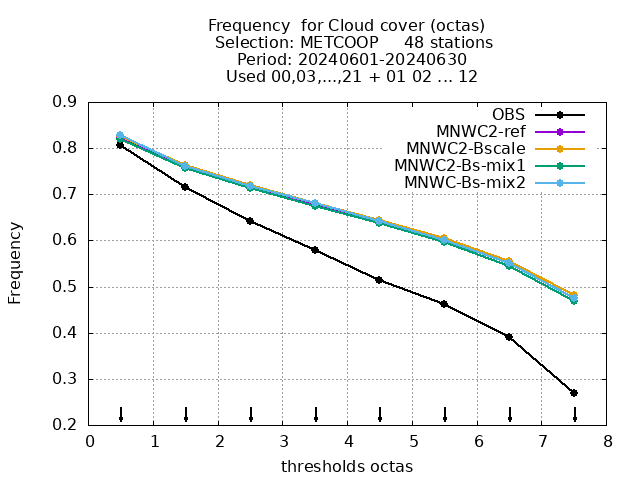 Frequency  for Cloud cover (octas)
Selection: METCOOP     48 stations
Period: 20240601-20240630
Used 00,03,...,21 + 01 02 ... 12
OBS
MNWC2-ref
MNWC2-Bscale
MNWC2-Bs-mix1
MNWC-Bs-mix2
0.9
0.8
0.7
0.6
0.5
0.4
0.3
0.2
Frequency
0 1 2 3 4 5 6 7 8
thresholds octas